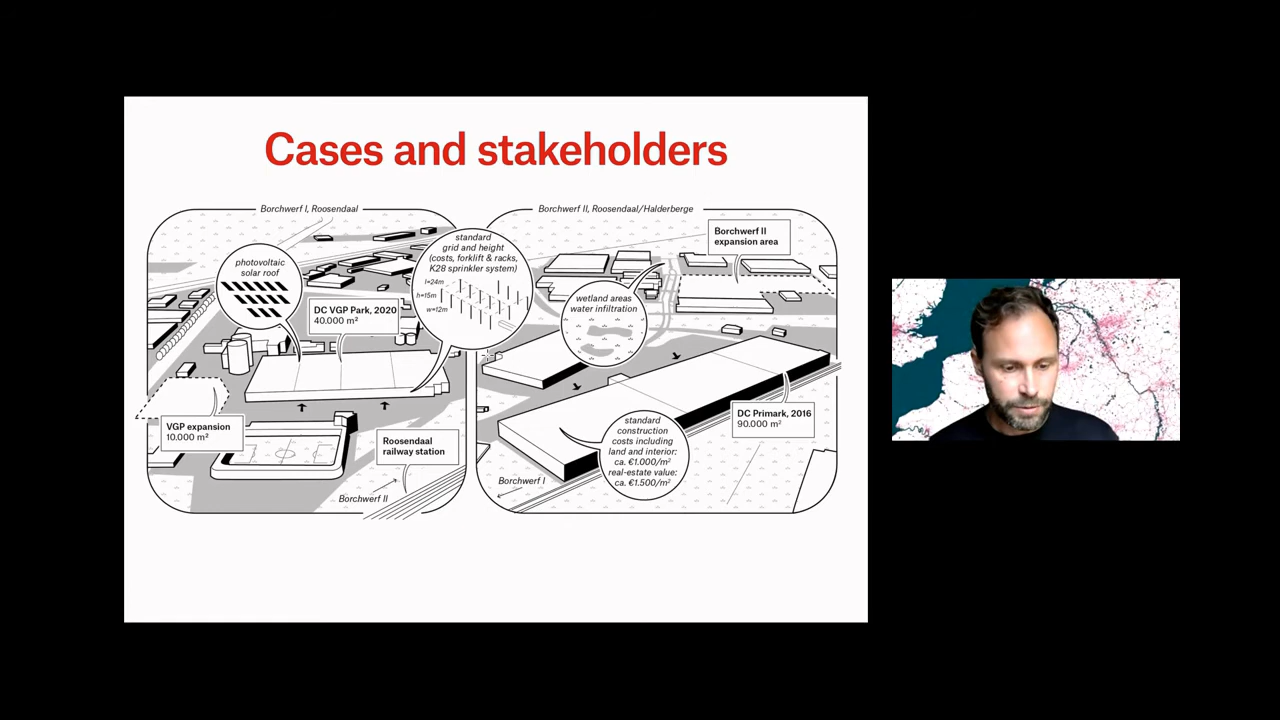 Cases and stakeholders
Borchwerf I, Roosendaal
photovoltaic
solar roof
DC VGP Park, 2020
40.000 m²
standard
grid and height
(costs, forklift & racks,
K28 sprinkler system)
l=24m
h=15m
w=12m
VGP expansion
10.000 m²
Roosendaal
railway station
Borchwerf II
Borchwerf II, Roosendaal/Halderberge
Borchwerf II
expansion area
wetland areas
water infiltration
DC Primark, 2016
90.000 m²
standard
construction
costs including
land and interior:
ca. €1.000/m²
real-estate value:
ca. €1.500/m²
Borchwerf I